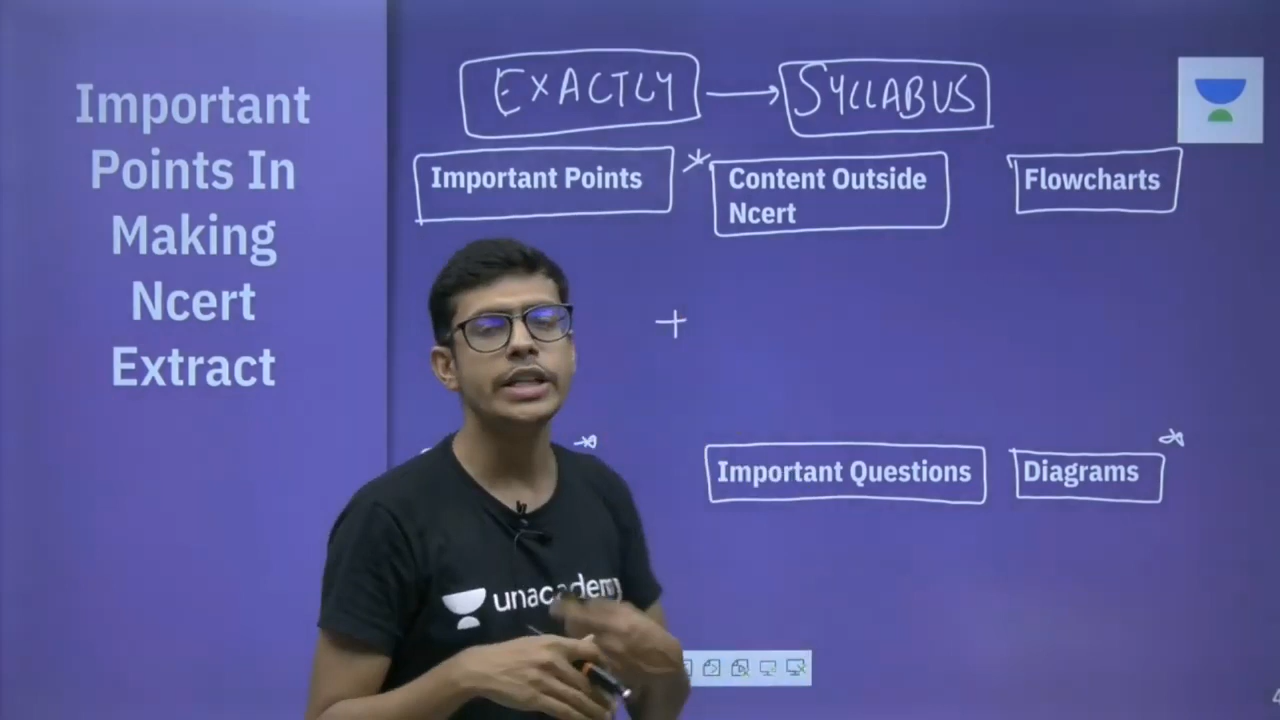 Important
Points In
Making
Ncert
Extract
EXACTLY → SYLLABUS
Important Points *
Content Outside
Ncert
Flowcharts
+
*
Important Questions
Diagrams *
unacademy